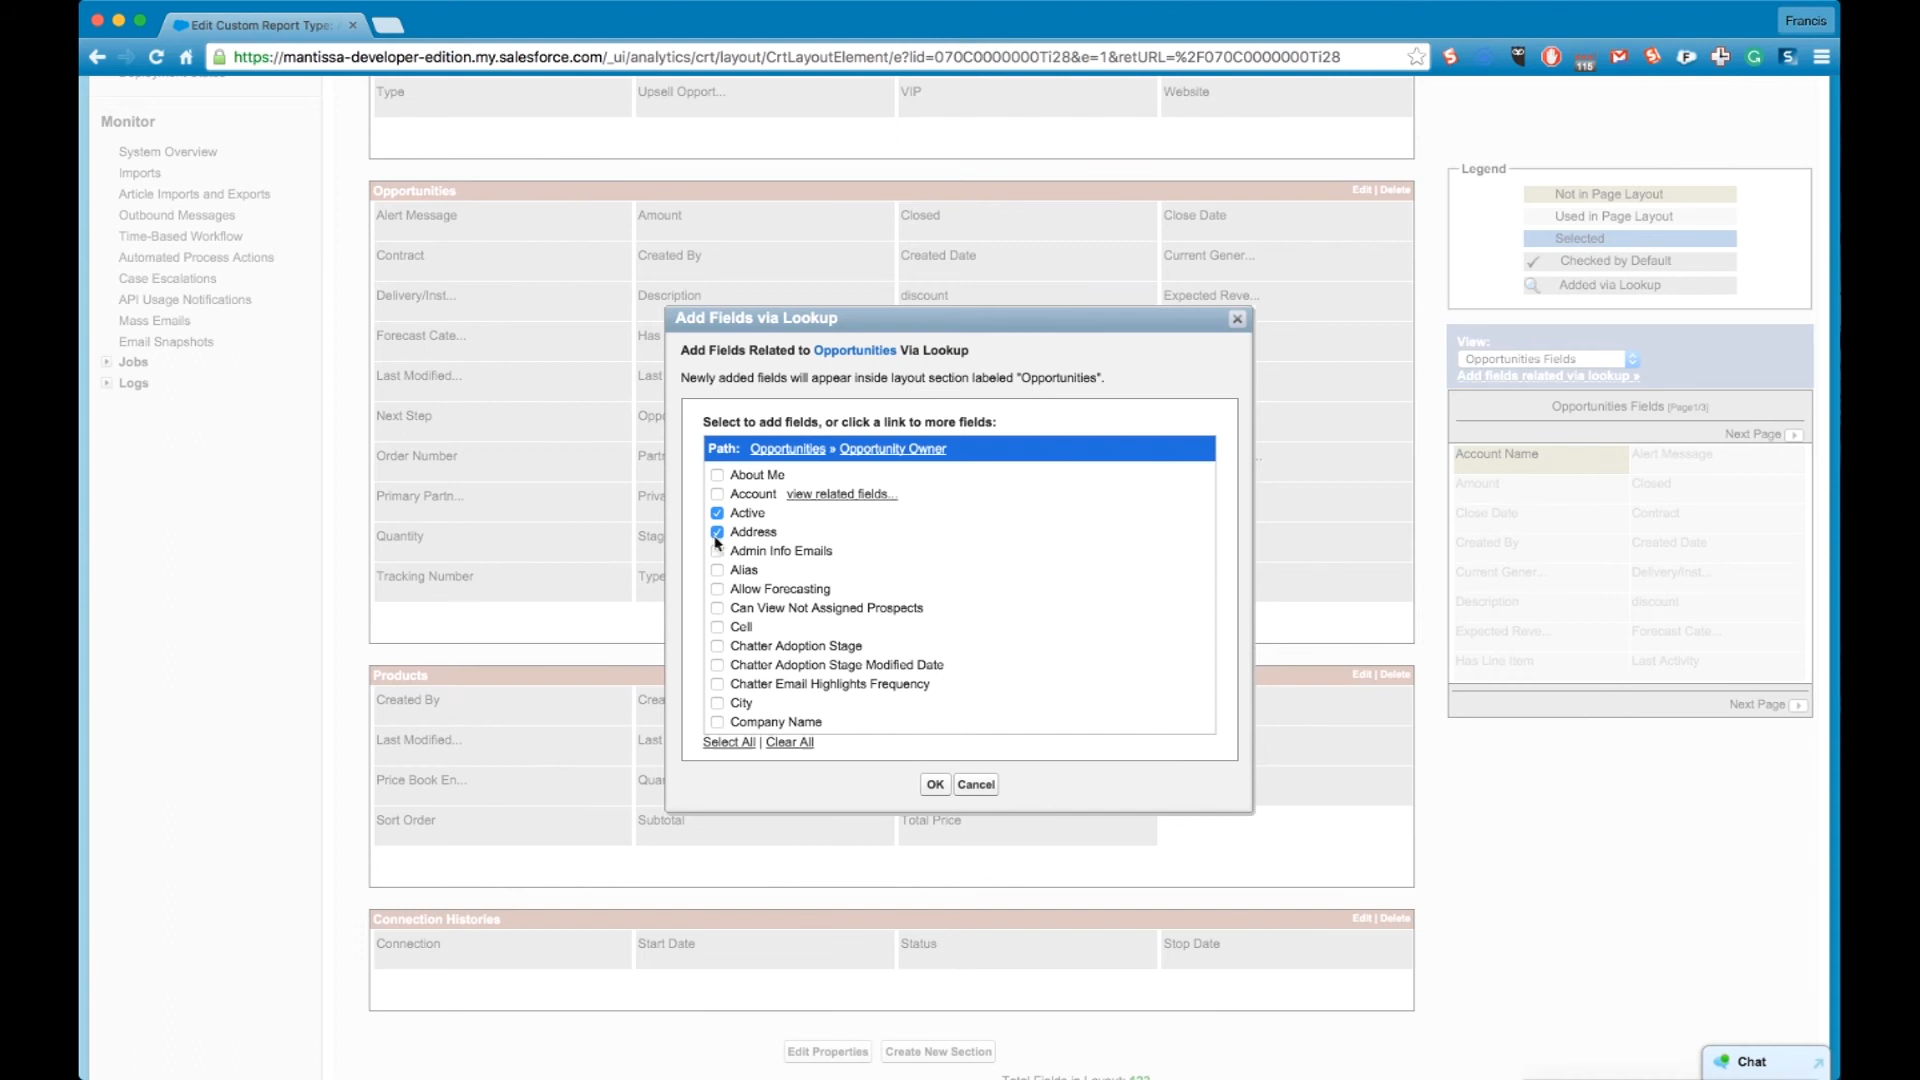 Edit Custom Report Type:
Francis
https://mantissa-developer-edition.my.salesforce.com/_ui/analytics/crt/layout/CrtLayoutElement/e?lid=070C0000000Ti28&e=1&retURL=%2F070C0000000Ti28
115
Type Upsell Opport... VIP Website
Monitor
System Overview
Imports
Article Imports and Exports
Outbound Messages
Time-Based Workflow
Automated Process Actions
Case Escalations
API Usage Notifications
Mass Emails
Email Snapshots
Jobs
Logs
Opportunities Edit | Delete
Alert Message Amount Closed Close Date
Contract Created By Created Date Current Gener...
Delivery/Inst... Description discount Expected Reve...
Forecast Cate... Has
Last Modified... Last
Next Step
Order Number
Primary Partn...
Quantity
Tracking Number Type
Add Fields via Lookup
Add Fields Related to Opportunities Via Lookup
Newly added fields will appear inside layout section labeled "Opportunities".
Select to add fields, or click a link to more fields:
Path: Opportunities » Opportunity Owner
About Me
Account view related fields...
Active
Address
Admin Info Emails
Alias
Allow Forecasting
Can View Not Assigned Prospects
Cell
Chatter Adoption Stage
Chatter Adoption Stage Modified Date
Chatter Email Highlights Frequency
City
Company Name
Select All | Clear All
OK Cancel
Products Edit | Delete
Created By
Last Modified... Last
Price Book En...
Sort Order Subtotal Total Price
Connection Histories Edit | Delete
Connection Start Date Status Stop Date
Edit Properties Create New Section
Legend
Not in Page Layout
Used in Page Layout
Selected
Checked by Default
Added via Lookup
View:
Opportunities Fields
Add fields related via lookup »
Opportunities Fields [Page1/3]
Next Page
Account Name Alert Message
Amount Closed
Close Date Contract
Created By Created Date
Current Gener... Delivery/Inst...
Description discount
Expected Reve... Forecast Cate...
Has Line Item Last Activity
Next Page
Chat